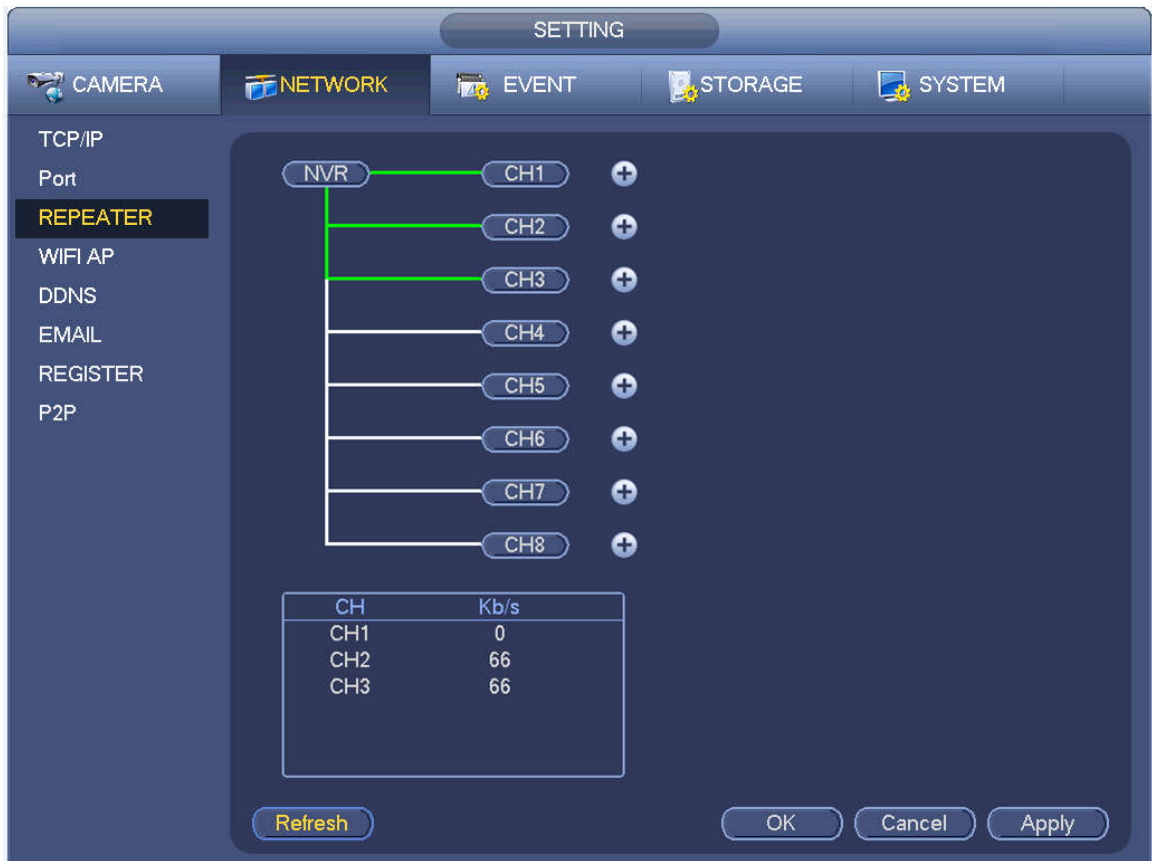 SETTING
CAMERA NETWORK EVENT STORAGE SYSTEM
TCP/IP
Port
REPEATER
WIFI AP
DDNS
EMAIL
REGISTER
P2P
NVR CH1
CH2
CH3
CH4
CH5
CH6
CH7
CH8
CH Kb/s
CH1 0
CH2 66
CH3 66
Refresh OK Cancel Apply